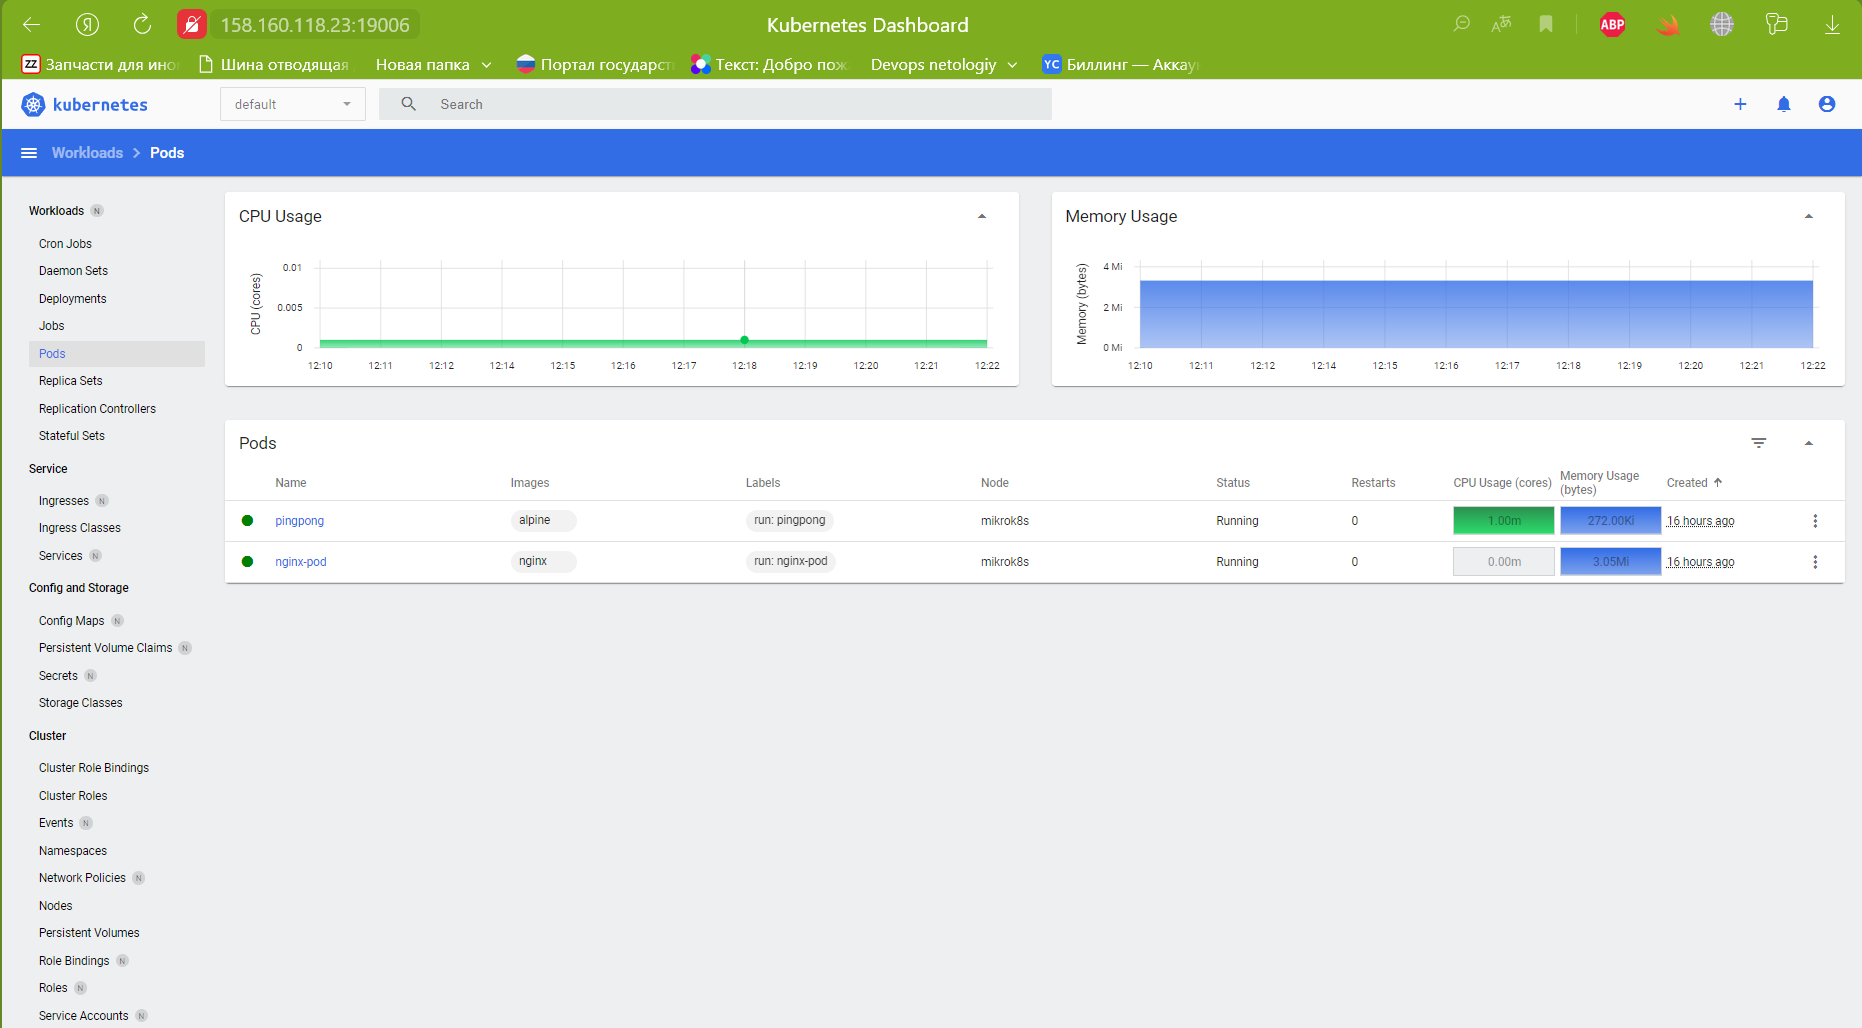 Я
158.160.118.23:19006
Kubernetes Dashboard
ABP
ZZ Запчасти для ино
Шина отводящая
Новая папка
Портал государст
Текст: Добро пож
Devops netologiy
YC Биллинг — Аккау
kubernetes
default
Search
Workloads
Pods
Workloads N
Cron Jobs
Daemon Sets
Deployments
Jobs
Pods
Replica Sets
Replication Controllers
Stateful Sets
Service
Ingresses N
Ingress Classes
Services N
Config and Storage
Config Maps N
Persistent Volume Claims N
Secrets N
Storage Classes
Cluster
Cluster Role Bindings
Cluster Roles
Events N
Namespaces
Network Policies N
Nodes
Persistent Volumes
Role Bindings N
Roles N
Service Accounts N
CPU Usage
CPU (cores)
0.01
0.005
0
12:10 12:11 12:12 12:14 12:15 12:16 12:17 12:18 12:19 12:20 12:21 12:22
Memory Usage
Memory (bytes)
4 Mi
2 Mi
0 Mi
12:10 12:11 12:12 12:14 12:15 12:16 12:17 12:18 12:19 12:20 12:21 12:22
Pods
Name Images Labels Node Status Restarts CPU Usage (cores) Memory Usage (bytes) Created
pingpong alpine run: pingpong mikrok8s Running 0 1.00m 272.00Ki 16 hours ago
nginx-pod nginx run: nginx-pod mikrok8s Running 0 0.00m 3.05Mi 16 hours ago